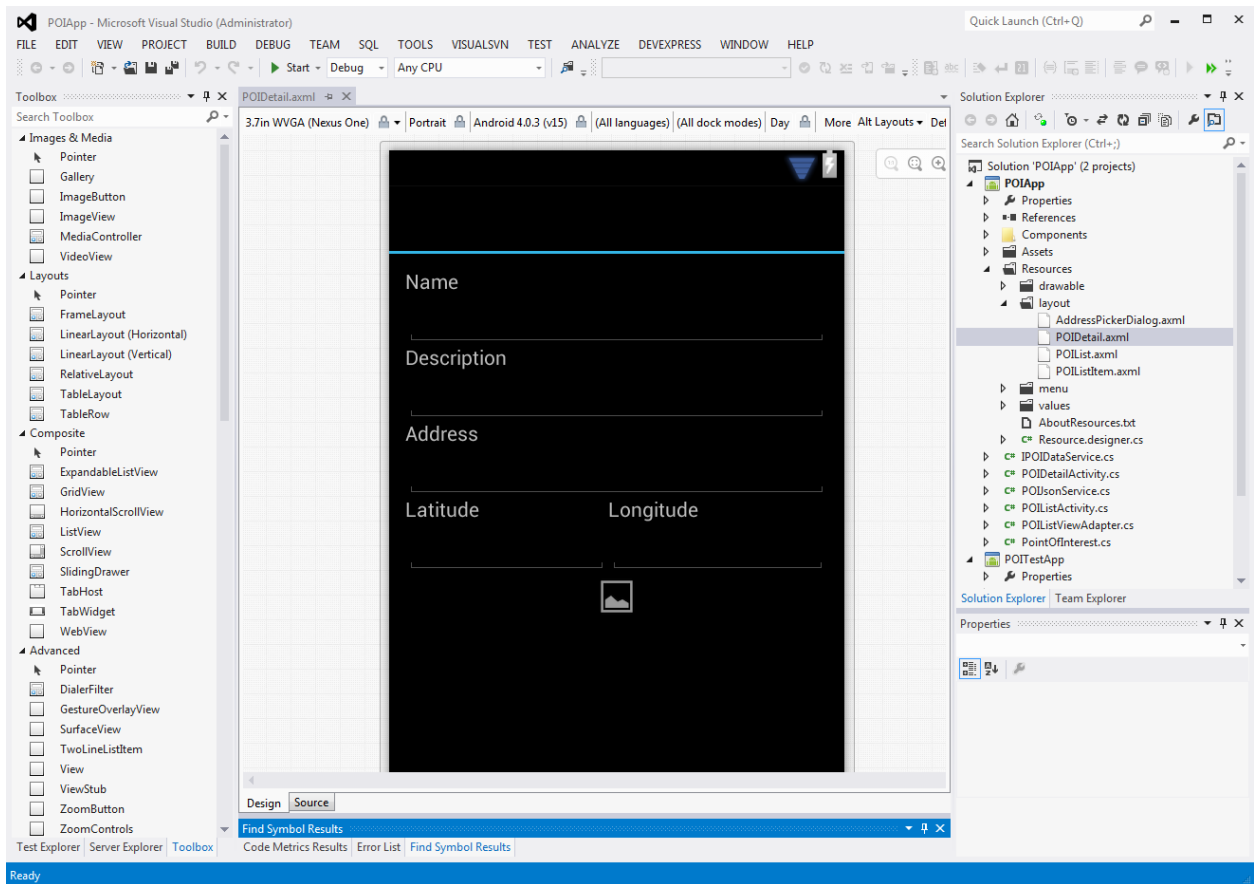 POIApp - Microsoft Visual Studio (Administrator)
Quick Launch (Ctrl+Q)
FILE EDIT VIEW PROJECT BUILD DEBUG TEAM SQL TOOLS VISUALSVN TEST ANALYZE DEVEXPRESS WINDOW HELP
Start Debug Any CPU
Toolbox
Search Toolbox
Images & Media
Pointer
Gallery
ImageButton
ImageView
MediaController
VideoView
Layouts
Pointer
FrameLayout
LinearLayout (Horizontal)
LinearLayout (Vertical)
RelativeLayout
TableLayout
TableRow
Composite
Pointer
ExpandableListView
GridView
HorizontalScrollView
ListView
ScrollView
SlidingDrawer
TabHost
TabWidget
WebView
Advanced
Pointer
DialerFilter
GestureOverlayView
SurfaceView
TwoLineListItem
View
ViewStub
ZoomButton
ZoomControls
Test Explorer Server Explorer Toolbox
POIDetail.axml
3.7in WVGA (Nexus One) Portrait Android 4.0.3 (v15) (All languages) (All dock modes) Day More Alt Layouts Def
Name
Description
Address
Latitude Longitude
Design Source
Find Symbol Results
Code Metrics Results Error List Find Symbol Results
Solution Explorer
Search Solution Explorer (Ctrl+;)
Solution 'POIApp' (2 projects)
POIApp
Properties
References
Components
Assets
Resources
drawable
layout
AddressPickerDialog.axml
POIDetail.axml
POIList.axml
POIListItem.axml
menu
values
AboutResources.txt
C# Resource.designer.cs
C# IPOIDataService.cs
C# POIDetailActivity.cs
C# POIJsonService.cs
C# POIListActivity.cs
C# POIListViewAdapter.cs
C# PointOfInterest.cs
POITestApp
Properties
Solution Explorer Team Explorer
Properties
Ready